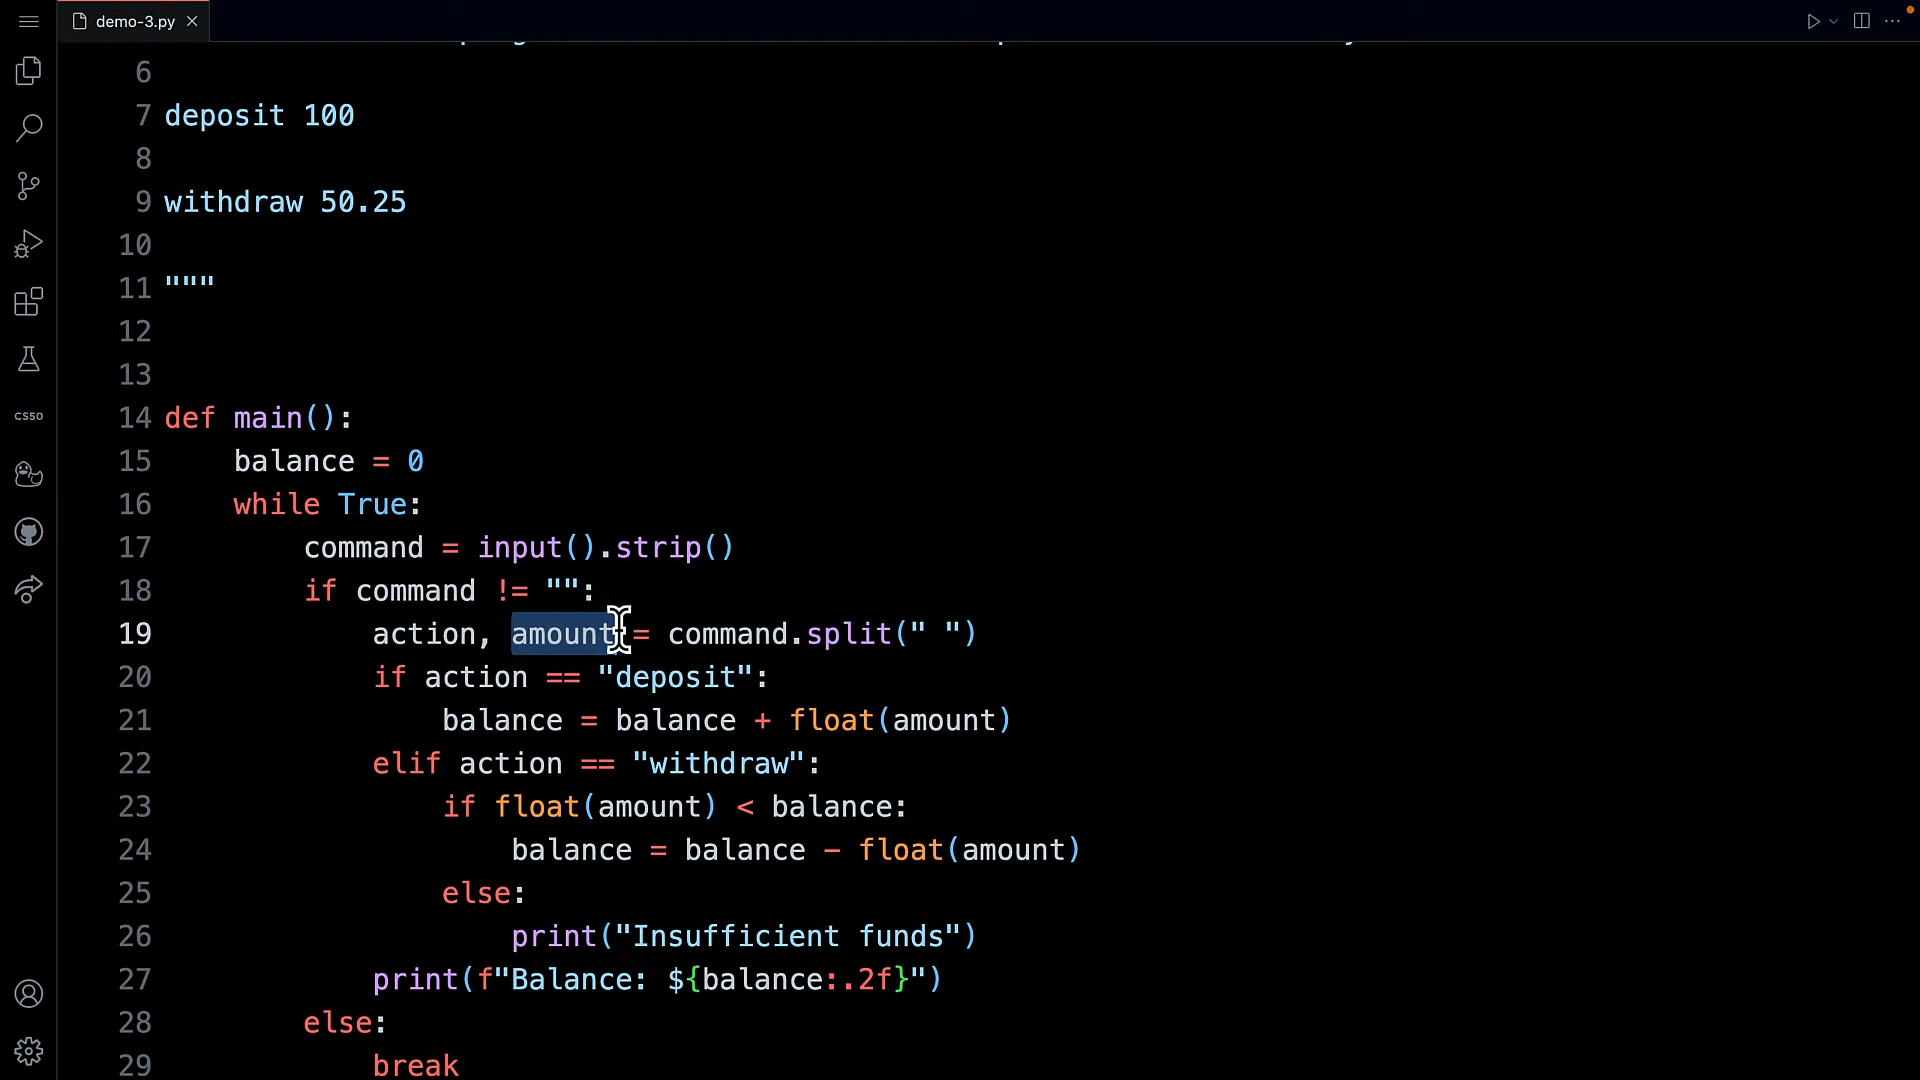 demo-3.py
6
7 deposit 100
8
9 withdraw 50.25
10
11 """
12
13
14 def main():
15     balance = 0
16     while True:
17         command = input().strip()
18         if command != "":
19             action, amount = command.split(" ")
20             if action == "deposit":
21                 balance = balance + float(amount)
22             elif action == "withdraw":
23                 if float(amount) < balance:
24                     balance = balance - float(amount)
25                 else:
26                     print("Insufficient funds")
27             print(f"Balance: ${balance:.2f}")
28         else:
29             break
CS50